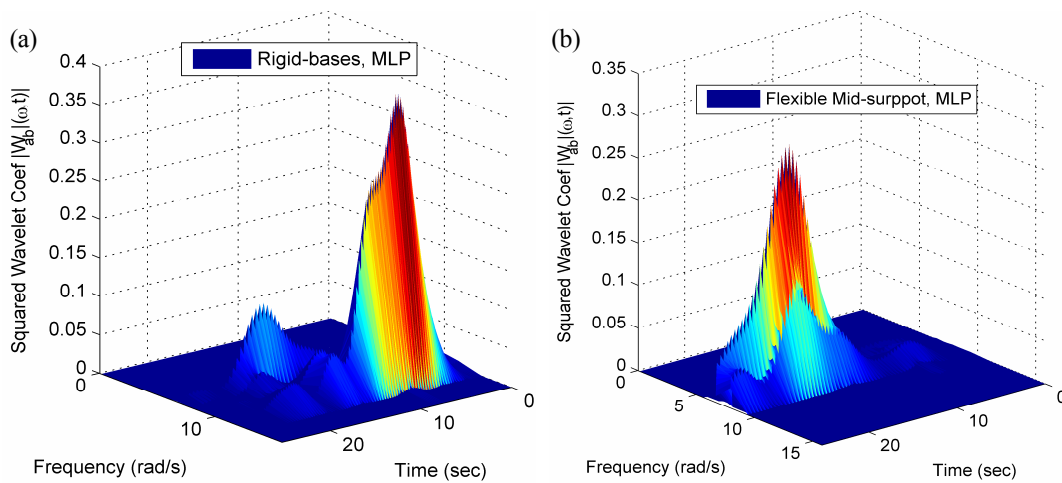 (a)
Rigid-bases, MLP
Squared Wavelet Coef |W_ab|(ω,t)|
0.4
0.35
0.3
0.25
0.2
0.15
0.1
0.05
0
0
10
Frequency (rad/s)
20
10
0
Time (sec)
(b)
Flexible Mid-surppot, MLP
Squared Wavelet Coef |W_ab|(ω,t)|
0.35
0.3
0.25
0.2
0.15
0.1
0.05
0
0
5
10
15
Frequency (rad/s)
20
10
0
Time (sec)